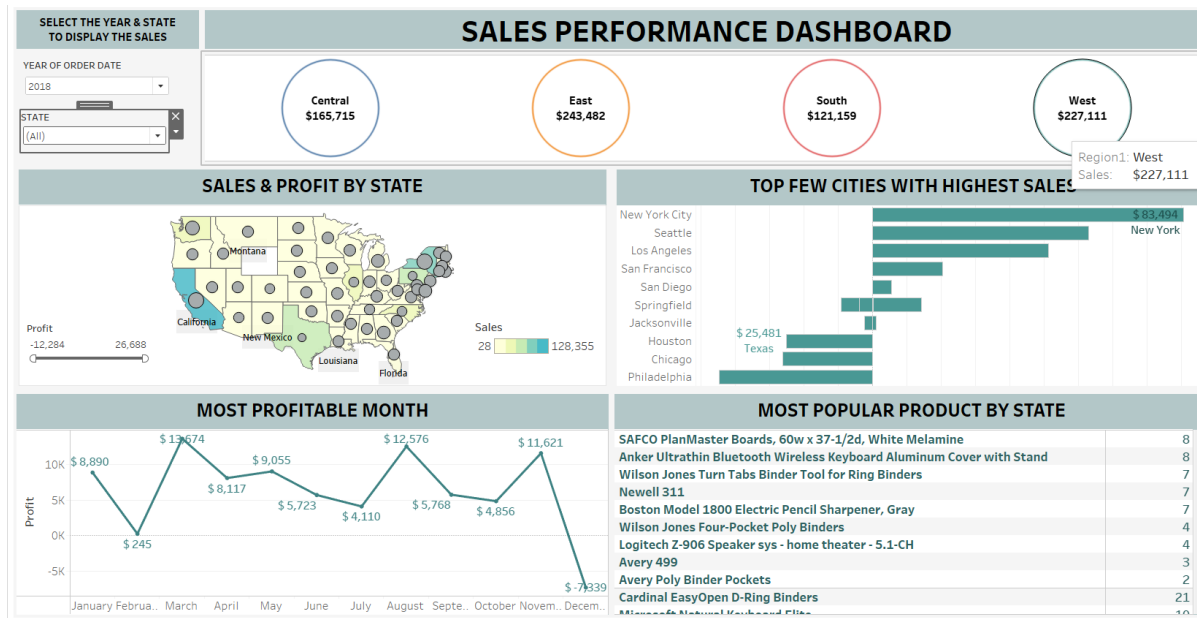 SELECT THE YEAR & STATE
TO DISPLAY THE SALES
SALES PERFORMANCE DASHBOARD
YEAR OF ORDER DATE
2018
STATE
(All)
Central
$165,715
East
$243,482
South
$121,159
West
$227,111
Region1: West
Sales: $227,111
SALES & PROFIT BY STATE
Montana
California
New Mexico
Louisiana
Florida
Profit
-12,284 26,688
Sales
28 128,355
TOP FEW CITIES WITH HIGHEST SALES
New York City $ 83,494
New York
Seattle
Los Angeles
San Francisco
San Diego
Springfield
Jacksonville
Houston $ 25,481
Texas
Chicago
Philadelphia
MOST PROFITABLE MONTH
Profit
10K
5K
0K
-5K
$ 8,890
$ 245
$ 13,674
$ 8,117
$ 9,055
$ 5,723
$ 4,110
$ 12,576
$ 5,768
$ 4,856
$ 11,621
$ -7,339
January Februa.. March April May June July August Septe.. October Novem.. Decem..
MOST POPULAR PRODUCT BY STATE
SAFCO PlanMaster Boards, 60w x 37-1/2d, White Melamine 8
Anker Ultrathin Bluetooth Wireless Keyboard Aluminum Cover with Stand 8
Wilson Jones Turn Tabs Binder Tool for Ring Binders 7
Newell 311 7
Boston Model 1800 Electric Pencil Sharpener, Gray 7
Wilson Jones Four-Pocket Poly Binders 4
Logitech Z-906 Speaker sys - home theater - 5.1-CH 4
Avery 499 3
Avery Poly Binder Pockets 2
Cardinal EasyOpen D-Ring Binders 21
Microsoft Natural Keyboard Elite